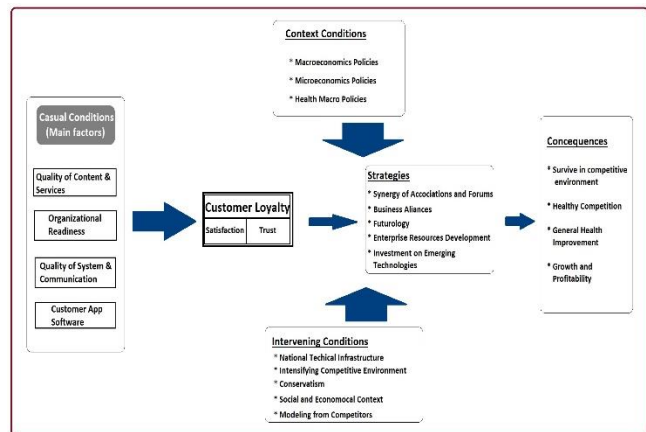 Context Conditions
* Macroeconomics Policies
* Microeconomics Policies
* Health Macro Policies
Casual Conditions
(Main factors)
Quality of Content &
Services
Organizational
Readiness
Quality of System &
Communication
Customer App
Software
Customer Loyalty
Satisfaction
Trust
Strategies
* Synergy of Accociations and Forums
* Business Aliances
* Futurology
* Enterprise Resources Development
* Investment on Emerging
Technologies
Concequences
* Survive in competitive
environment
* Healthy Competition
* General Health
Improvement
* Growth and
Profitability
Intervening Conditions
* National Techical Infrastructure
* Intensifying Competitive Environment
* Conservatism
* Social and Economocal Context
* Modeling from Competitors